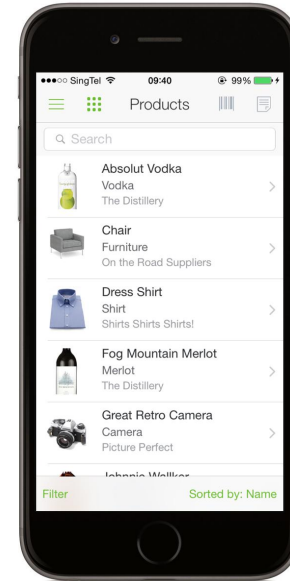 SingTel 09:40 99%
Products
Search
Absolut Vodka
Vodka
The Distillery
Chair
Furniture
On the Road Suppliers
Dress Shirt
Shirt
Shirts Shirts Shirts!
Fog Mountain Merlot
Merlot
The Distillery
Great Retro Camera
Camera
Picture Perfect
Johnnie Wallker
Filter Sorted by: Name